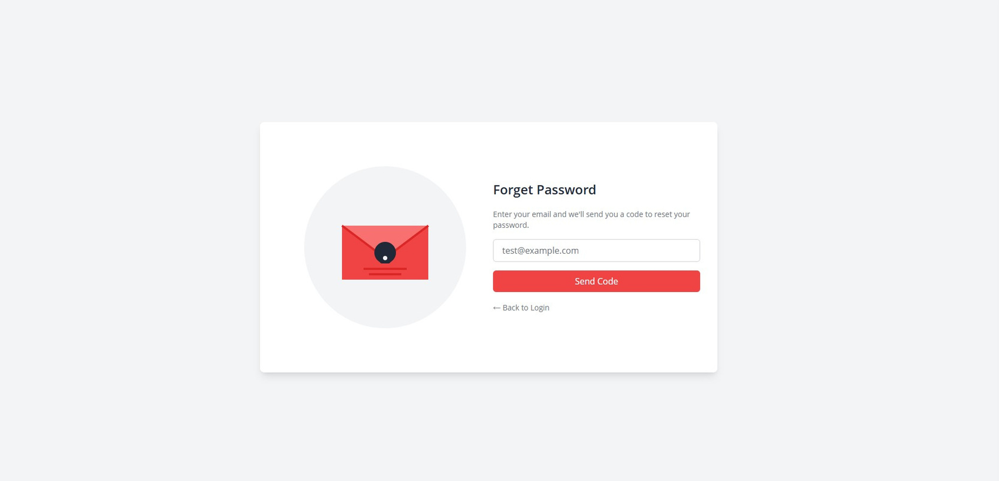 Forget Password
Enter your email and we'll send you a code to reset your
password.
test@example.com
Send Code
← Back to Login